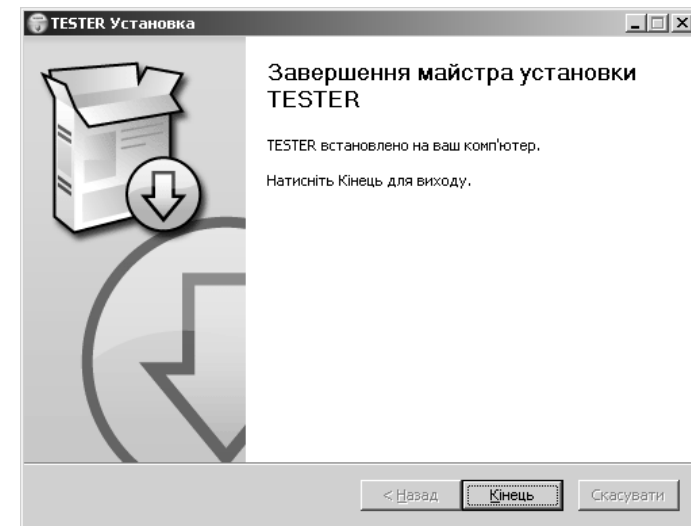 TESTER Установка
Завершення майстра установки
TESTER
TESTER встановлено на ваш комп'ютер.
Натисніть Кінець для виходу.
< Назад
Кінець
Скасувати